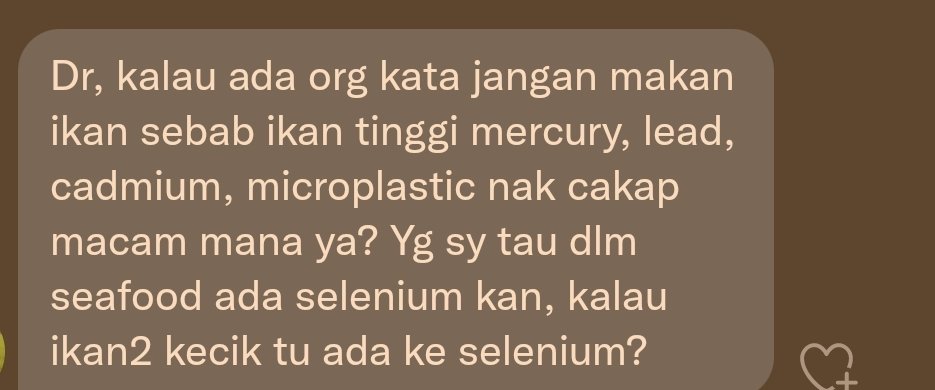 Dr, kalau ada org kata jangan makan
ikan sebab ikan tinggi mercury, lead,
cadmium, microplastic nak cakap
macam mana ya? Yg sy tau dlm
seafood ada selenium kan, kalau
ikan2 kecik tu ada ke selenium?